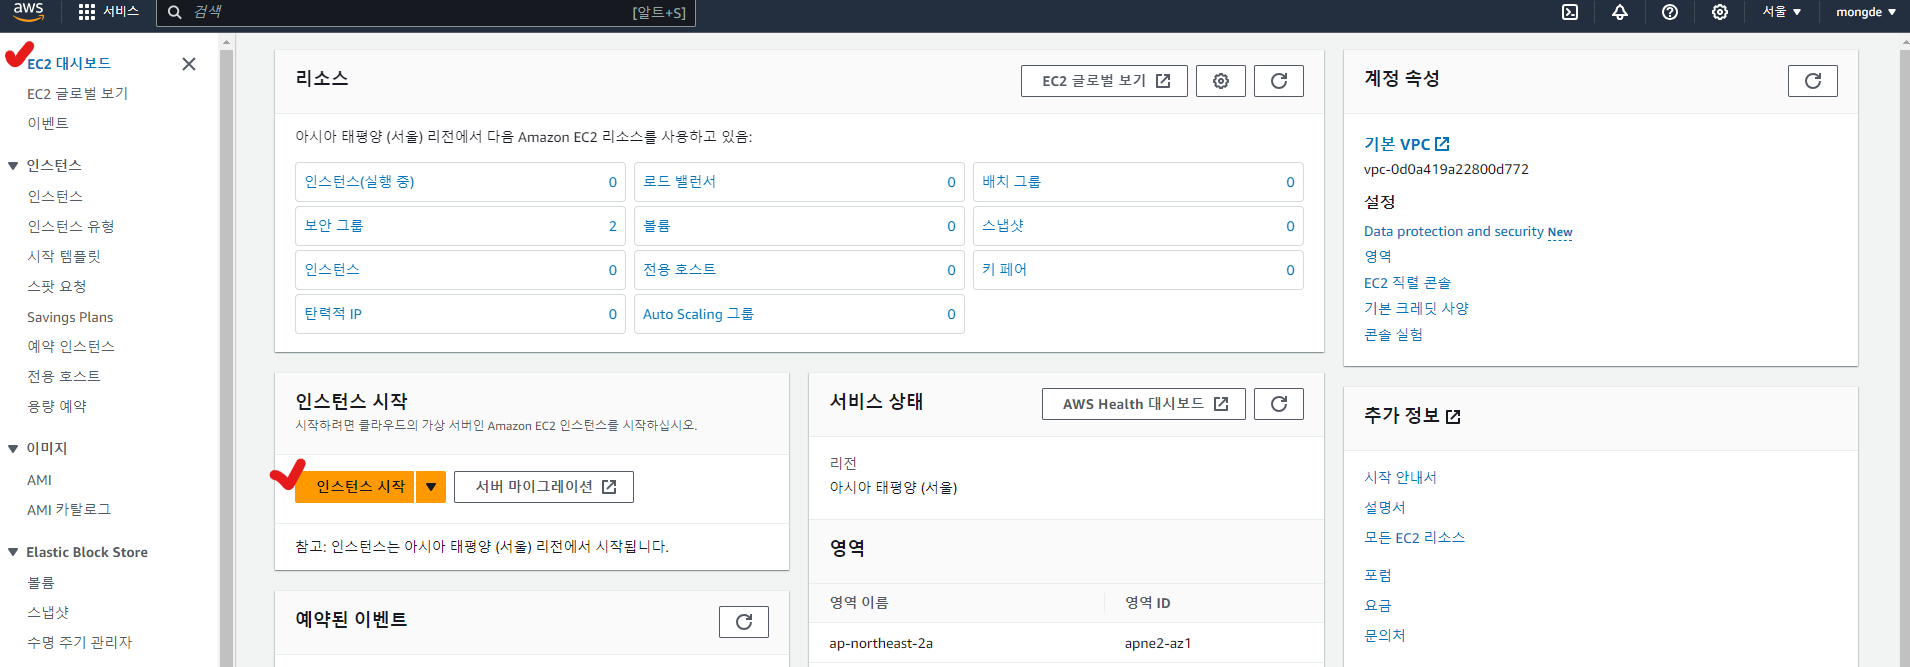 aws 서비스 검색 [알트+S] 서울 ▼ mongde ▼
EC2 대시보드
EC2 글로벌 보기
이벤트
인스턴스
인스턴스
인스턴스 유형
시작 템플릿
스팟 요청
Savings Plans
예약 인스턴스
전용 호스트
용량 예약
이미지
AMI
AMI 카탈로그
Elastic Block Store
볼륨
스냅샷
수명 주기 관리자
리소스
EC2 글로벌 보기
아시아 태평양 (서울) 리전에서 다음 Amazon EC2 리소스를 사용하고 있음:
인스턴스(실행 중) 0 로드 밸런서 0 배치 그룹 0
보안 그룹 2 볼륨 0 스냅샷 0
인스턴스 0 전용 호스트 0 키 페어 0
탄력적 IP 0 Auto Scaling 그룹 0
인스턴스 시작
시작하려면 클라우드의 가상 서버인 Amazon EC2 인스턴스를 시작하십시오.
인스턴스 시작 서버 마이그레이션
참고: 인스턴스는 아시아 태평양 (서울) 리전에서 시작됩니다.
예약된 이벤트
서비스 상태
AWS Health 대시보드
리전
아시아 태평양 (서울)
영역
영역 이름 영역 ID
ap-northeast-2a apne2-az1
계정 속성
기본 VPC
vpc-0d0a419a22800d772
설정
Data protection and security New
영역
EC2 직렬 콘솔
기본 크레딧 사양
콘솔 실험
추가 정보
시작 안내서
설명서
모든 EC2 리소스
포럼
요금
문의처